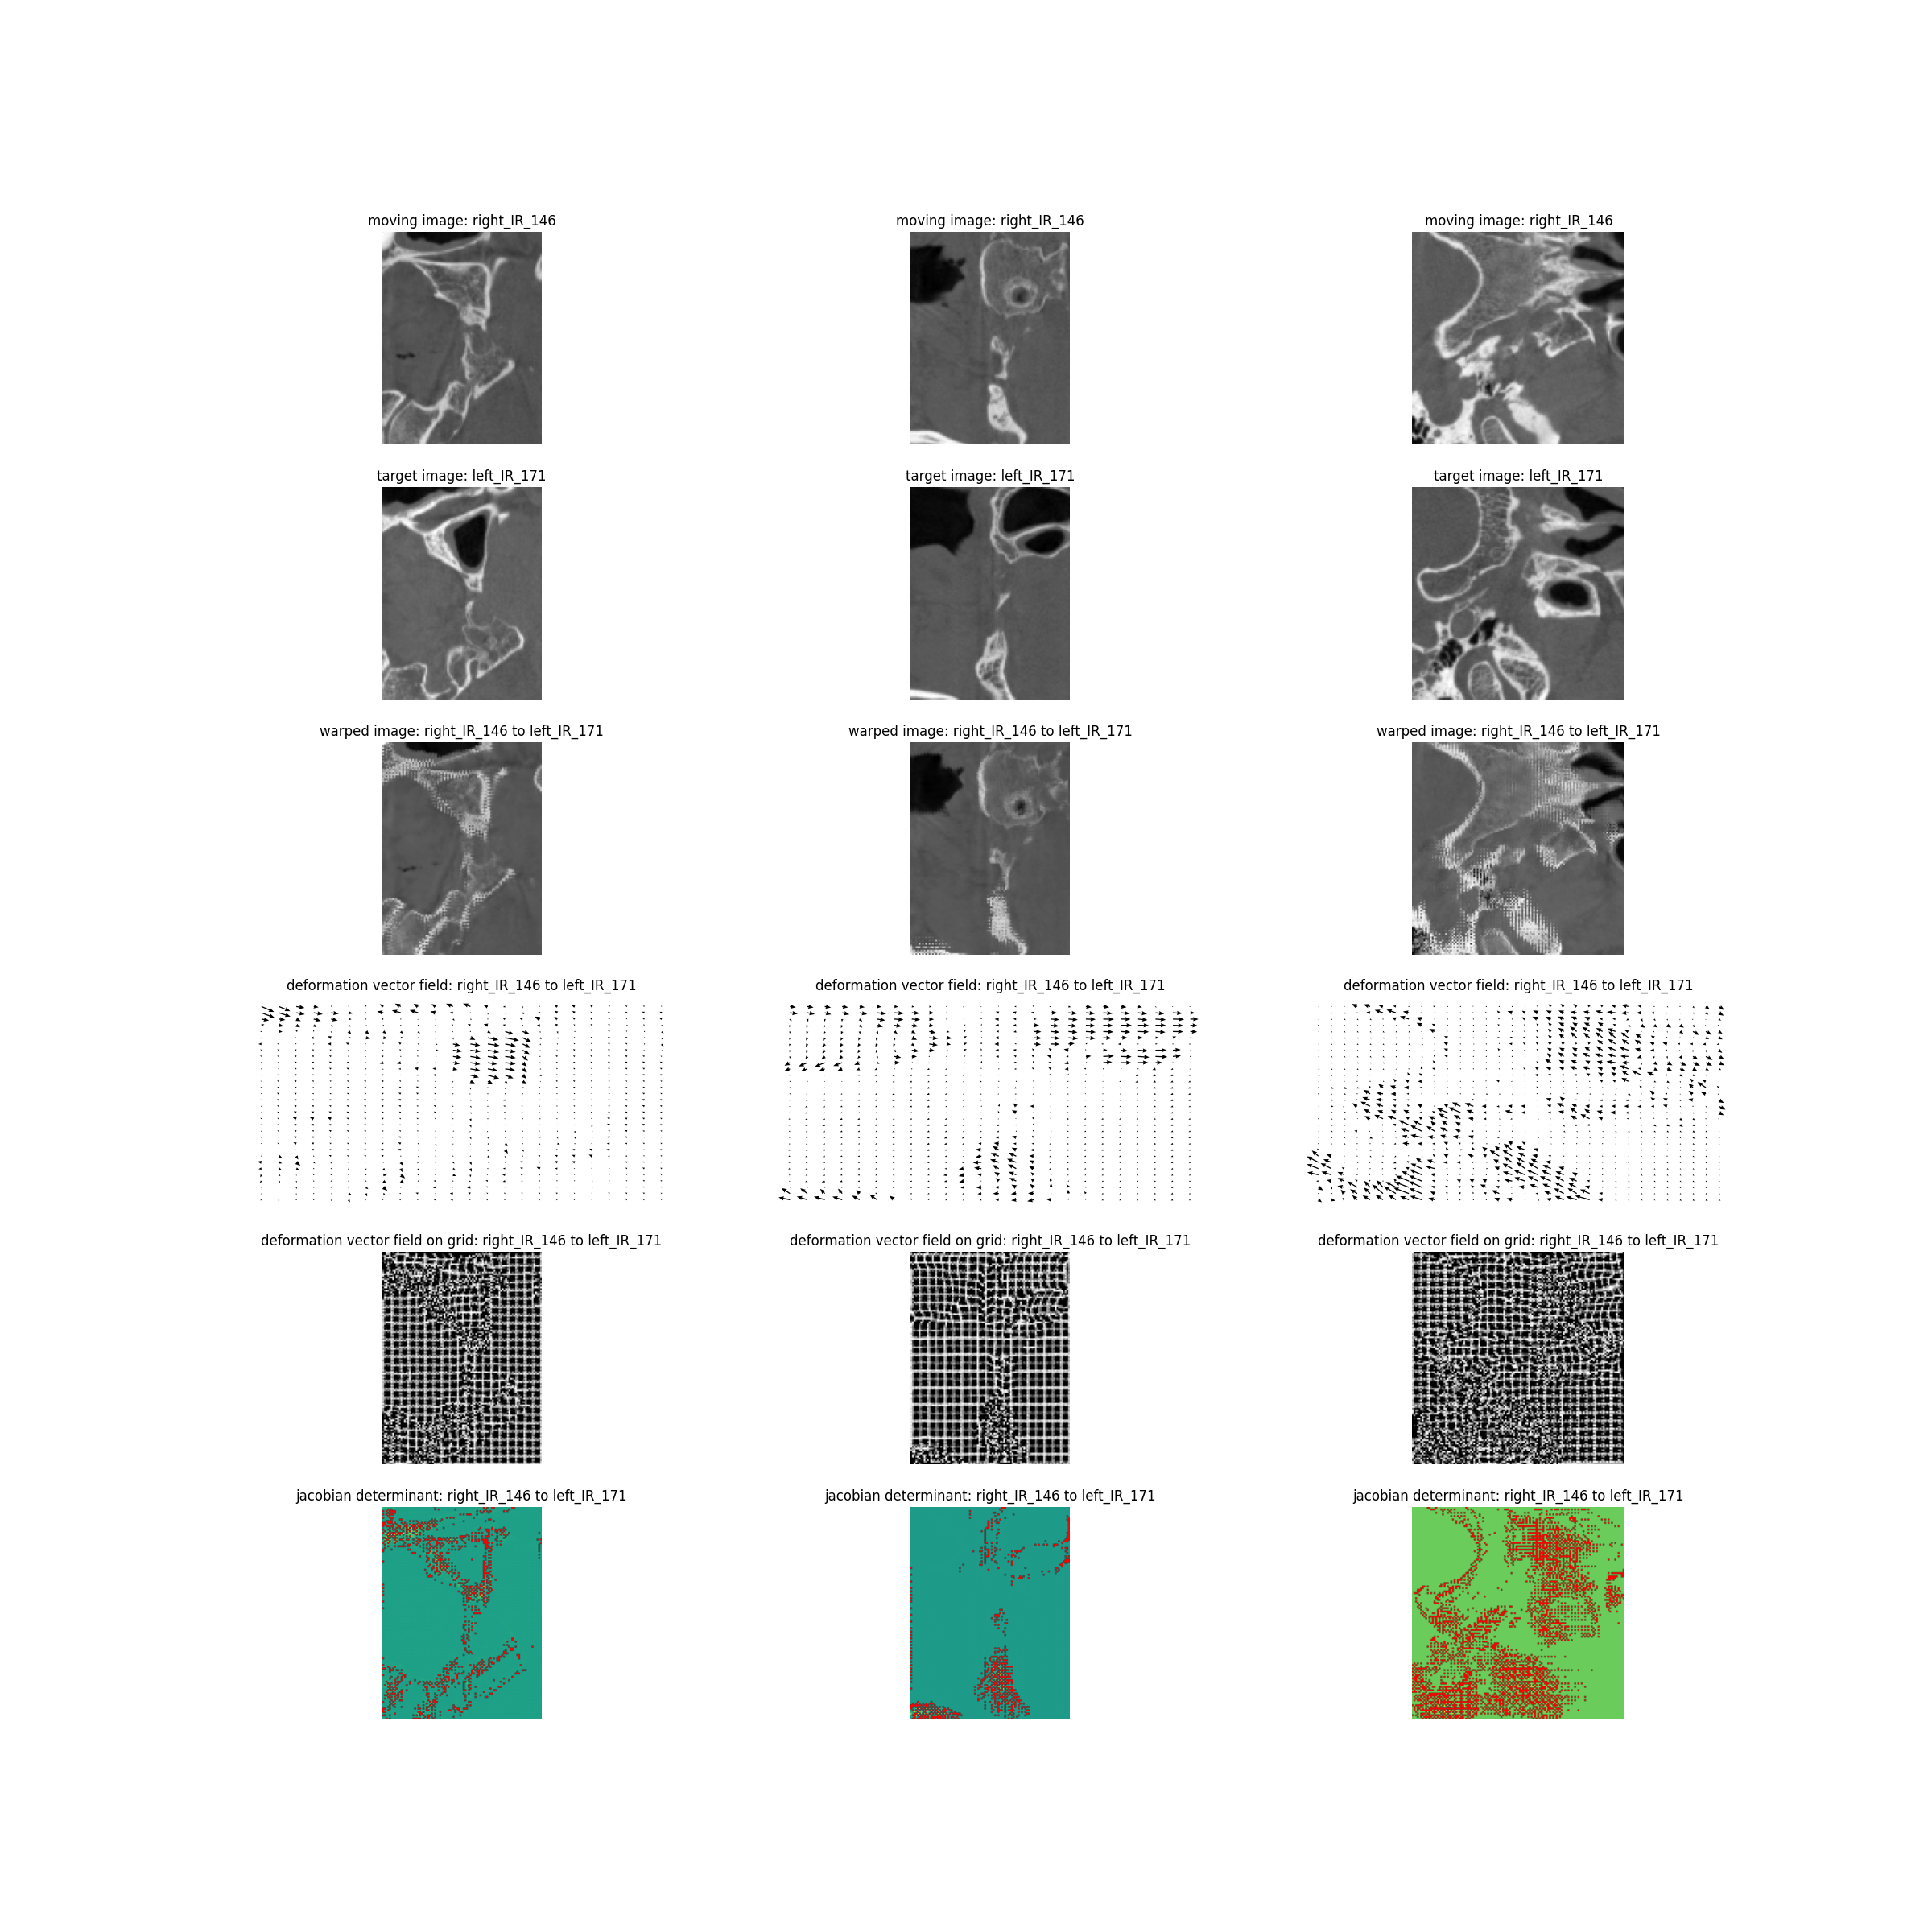 moving image: right_IR_146
moving image: right_IR_146
moving image: right_IR_146
target image: left_IR_171
target image: left_IR_171
target image: left_IR_171
warped image: right_IR_146 to left_IR_171
warped image: right_IR_146 to left_IR_171
warped image: right_IR_146 to left_IR_171
deformation vector field: right_IR_146 to left_IR_171
deformation vector field: right_IR_146 to left_IR_171
deformation vector field: right_IR_146 to left_IR_171
deformation vector field on grid: right_IR_146 to left_IR_171
deformation vector field on grid: right_IR_146 to left_IR_171
deformation vector field on grid: right_IR_146 to left_IR_171
jacobian determinant: right_IR_146 to left_IR_171
jacobian determinant: right_IR_146 to left_IR_171
jacobian determinant: right_IR_146 to left_IR_171